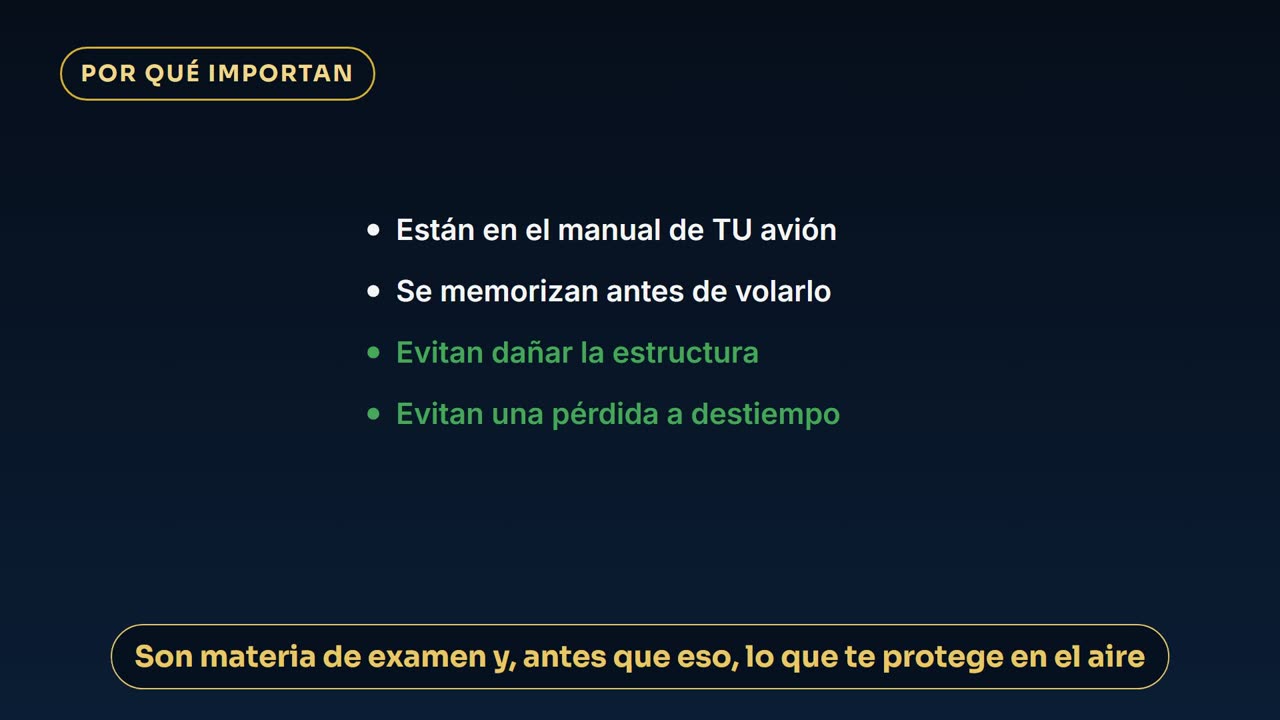 POR QUÉ IMPORTAN
• Están en el manual de TU avión
• Se memorizan antes de volarlo
• Evitan dañar la estructura
• Evitan una pérdida a destiempo
Son materia de examen y, antes que eso, lo que te protege en el aire